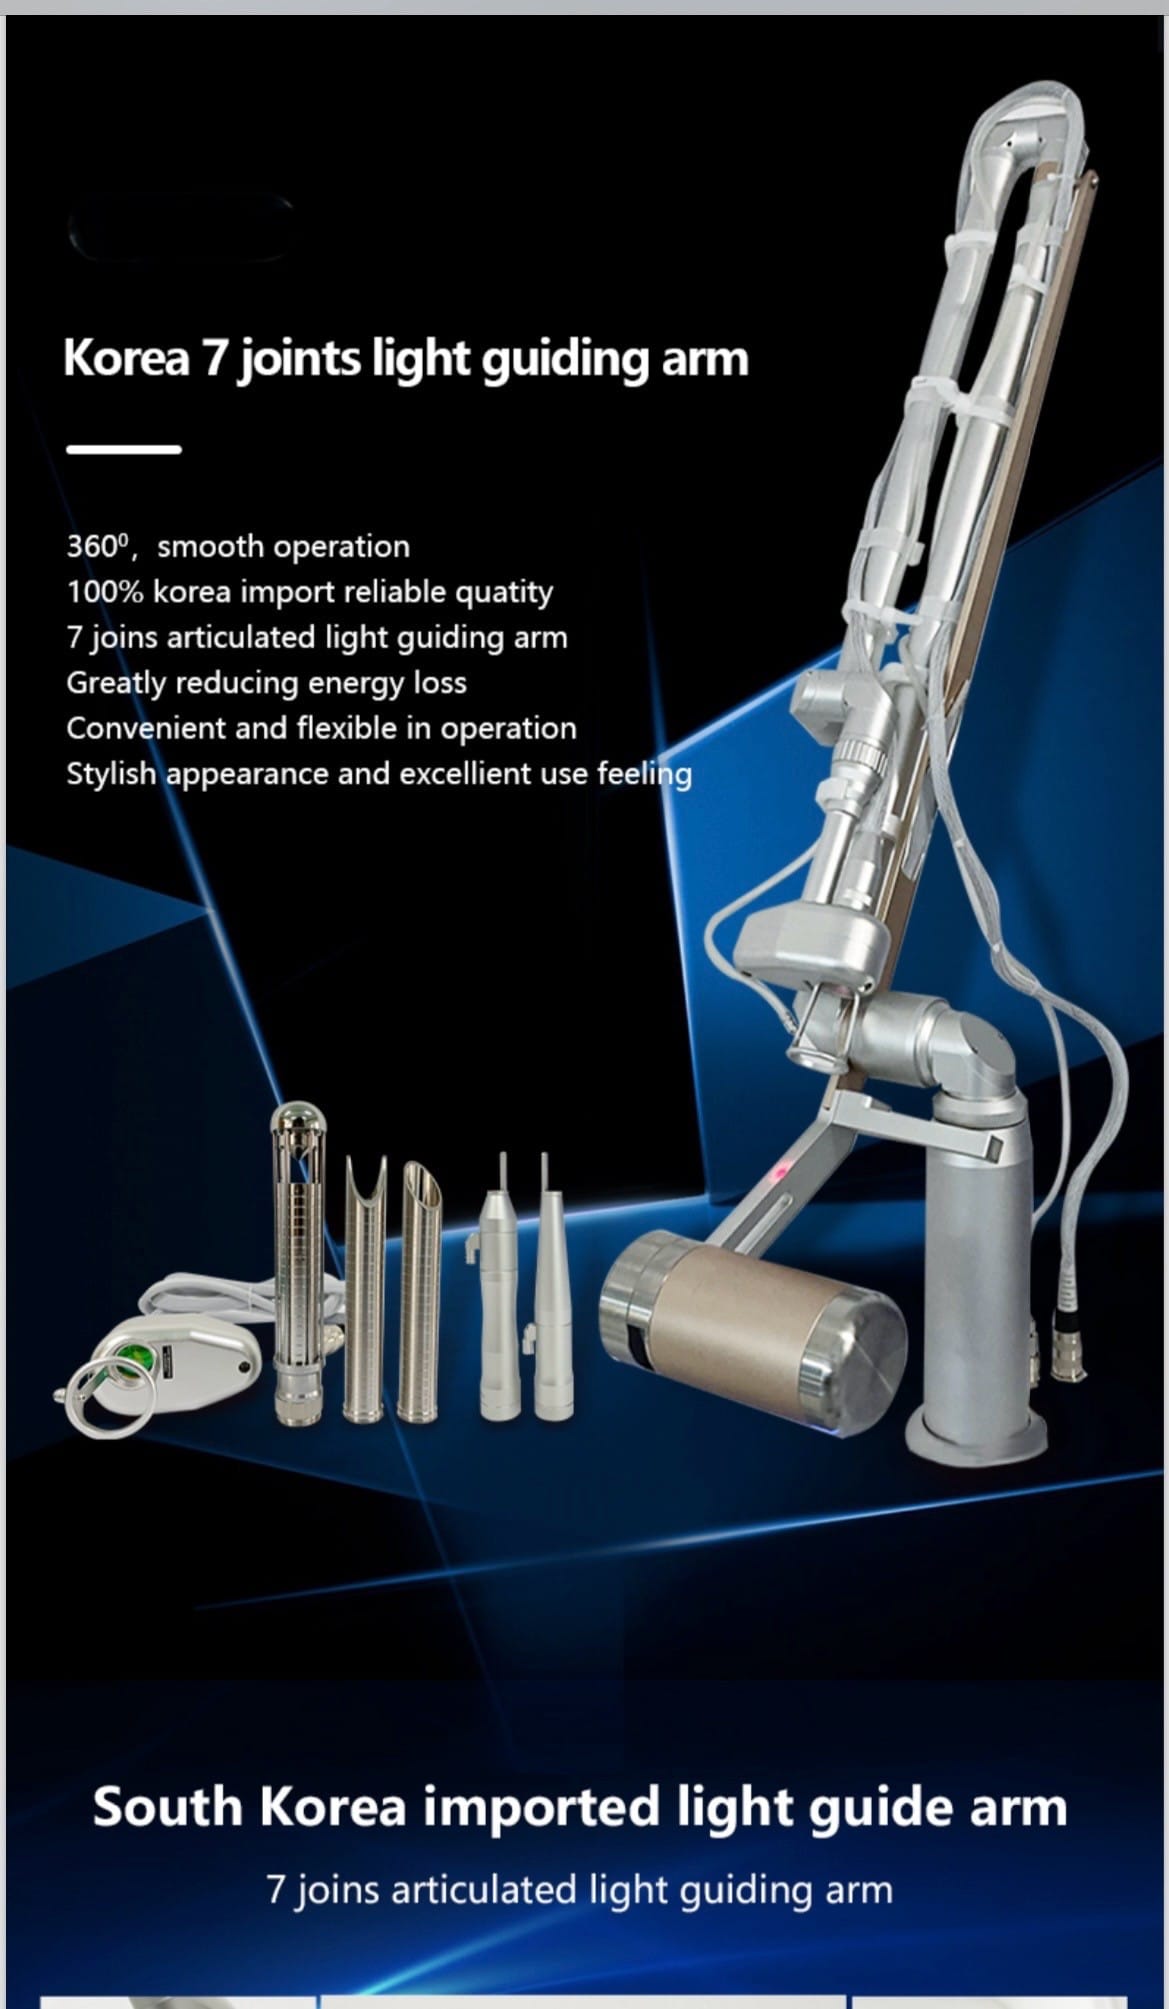 Korea 7 joints light guiding arm
360⁰, smooth operation
100% korea import reliable quatity
7 joins articulated light guiding arm
Greatly reducing energy loss
Convenient and flexible in operation
Stylish appearance and excellient use feeling
South Korea imported light guide arm
7 joins articulated light guiding arm